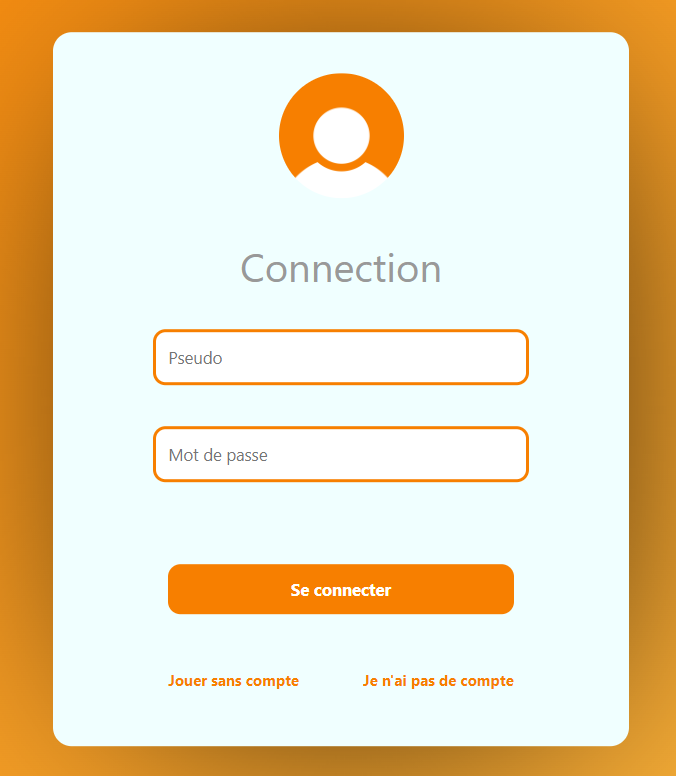 Connection
Pseudo
Mot de passe
Se connecter
Jouer sans compte
Je n'ai pas de compte